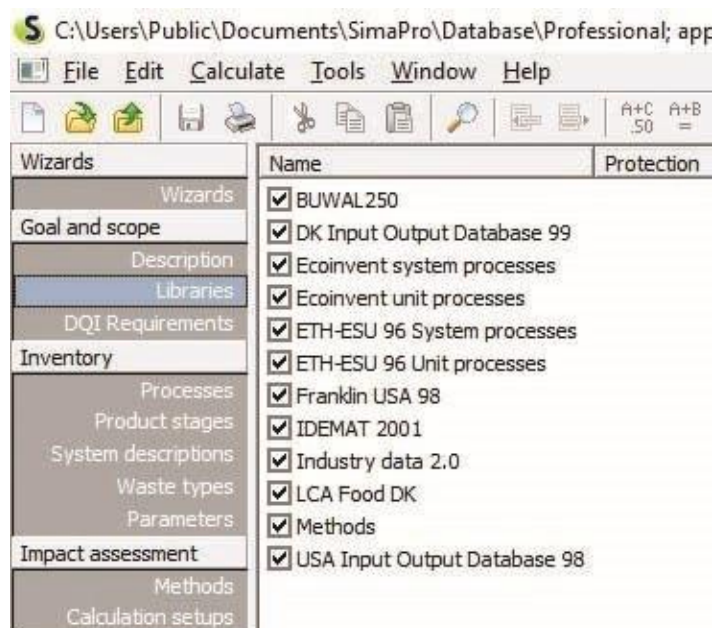 S C:\Users\Public\Documents\SimaPro\Database\Professional; app
File Edit Calculate Tools Window Help
A+C .50 A+B =
Wizards
Wizards
Goal and scope
Description
Libraries
DQI Requirements
Inventory
Processes
Product stages
System descriptions
Waste types
Parameters
Impact assessment
Methods
Calculation setups
Name Protection
BUWAL250
DK Input Output Database 99
Ecoinvent system processes
Ecoinvent unit processes
ETH-ESU 96 System processes
ETH-ESU 96 Unit processes
Franklin USA 98
IDEMAT 2001
Industry data 2.0
LCA Food DK
Methods
USA Input Output Database 98